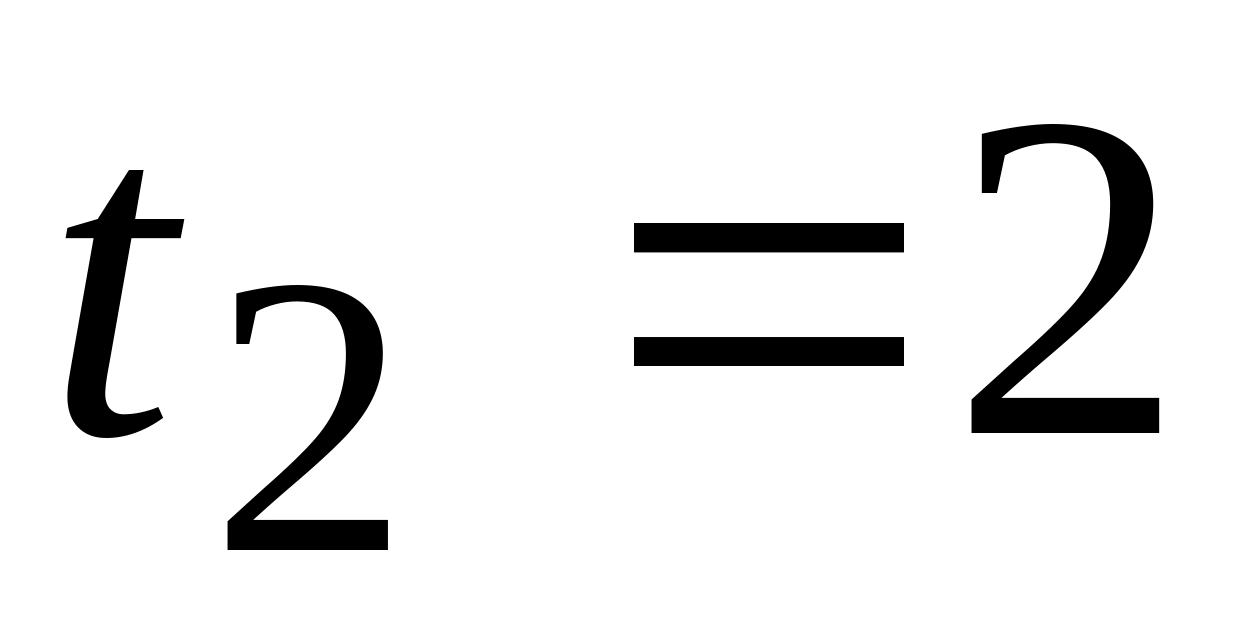 t₂ =2